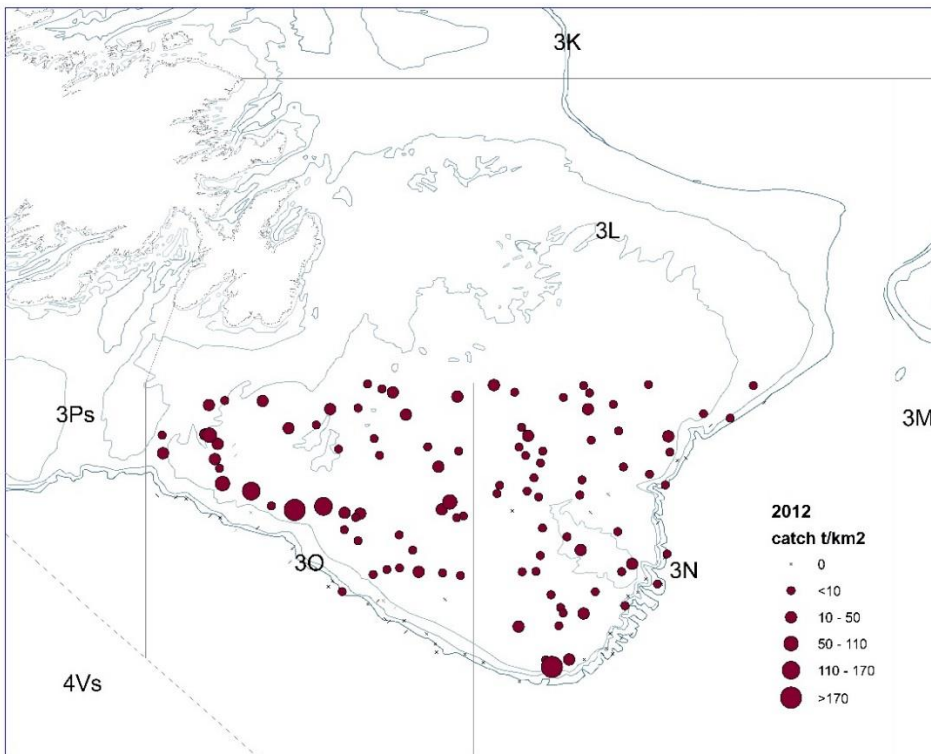 3K
3L
3Ps
3M
2012
catch t/km2
0
<10
10 - 50
50 - 110
110 - 170
>170
3O
3N
4Vs